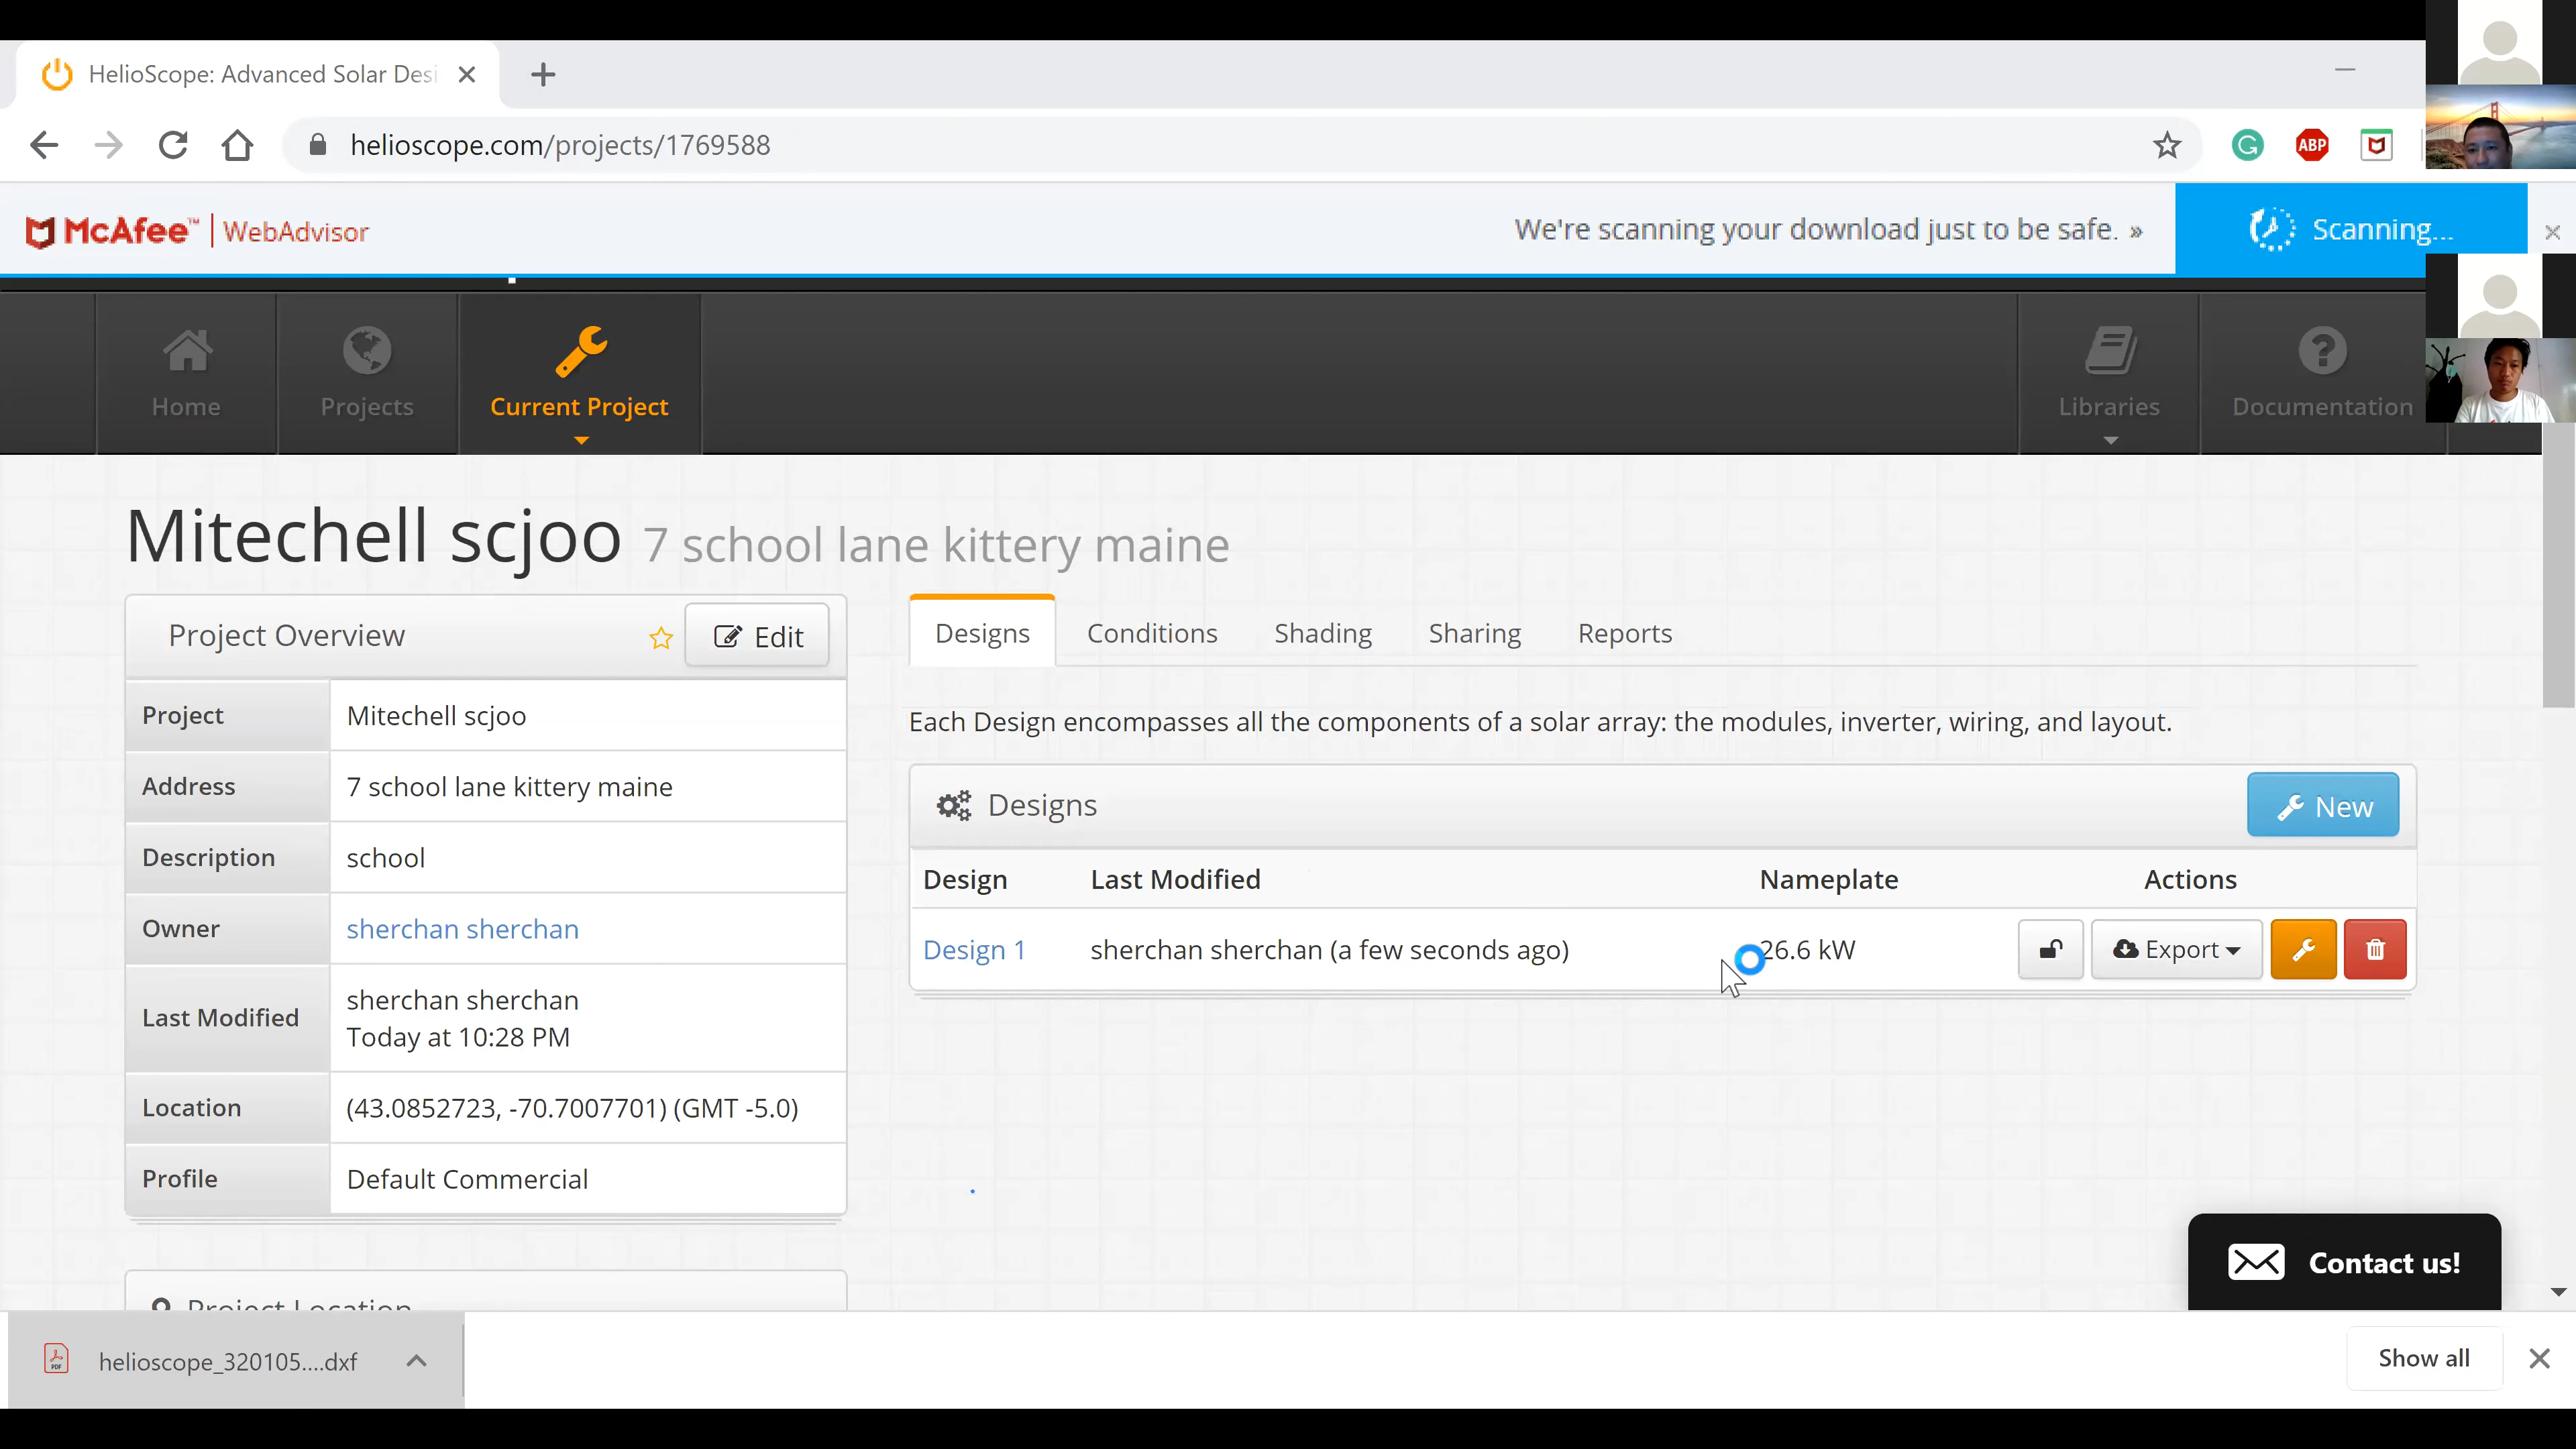 HelioScope: Advanced Solar Desi
helioscope.com/projects/1769588
ABP
McAfee™ | WebAdvisor
We're scanning your download just to be safe. »
Scanning...
Home
Projects
Current Project
Libraries
Documentation
Mitechell scjoo 7 school lane kittery maine
Project Overview
Edit
Project Mitechell scjoo
Address 7 school lane kittery maine
Description school
Owner sherchan sherchan
Last Modified sherchan sherchan
Today at 10:28 PM
Location (43.0852723, -70.7007701) (GMT -5.0)
Profile Default Commercial
Project Location
Designs Conditions Shading Sharing Reports
Each Design encompasses all the components of a solar array: the modules, inverter, wiring, and layout.
Designs
New
Design Last Modified Nameplate Actions
Design 1 sherchan sherchan (a few seconds ago) 26.6 kW Export
Contact us!
PDF
helioscope_320105....dxf
Show all